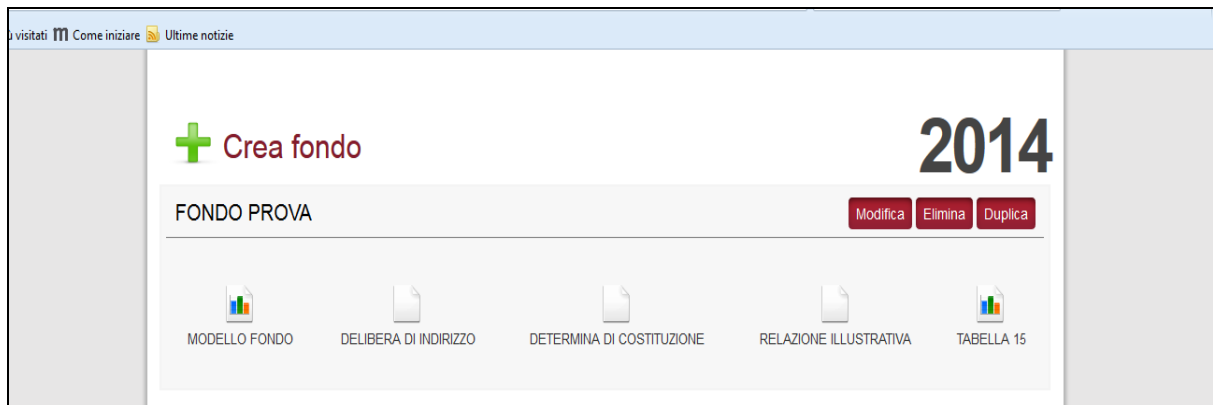 visitati m Come iniziare Ultime notizie
Crea fondo
2014
FONDO PROVA
Modifica Elimina Duplica
MODELLO FONDO DELIBERA DI INDIRIZZO DETERMINA DI COSTITUZIONE RELAZIONE ILLUSTRATIVA TABELLA 15